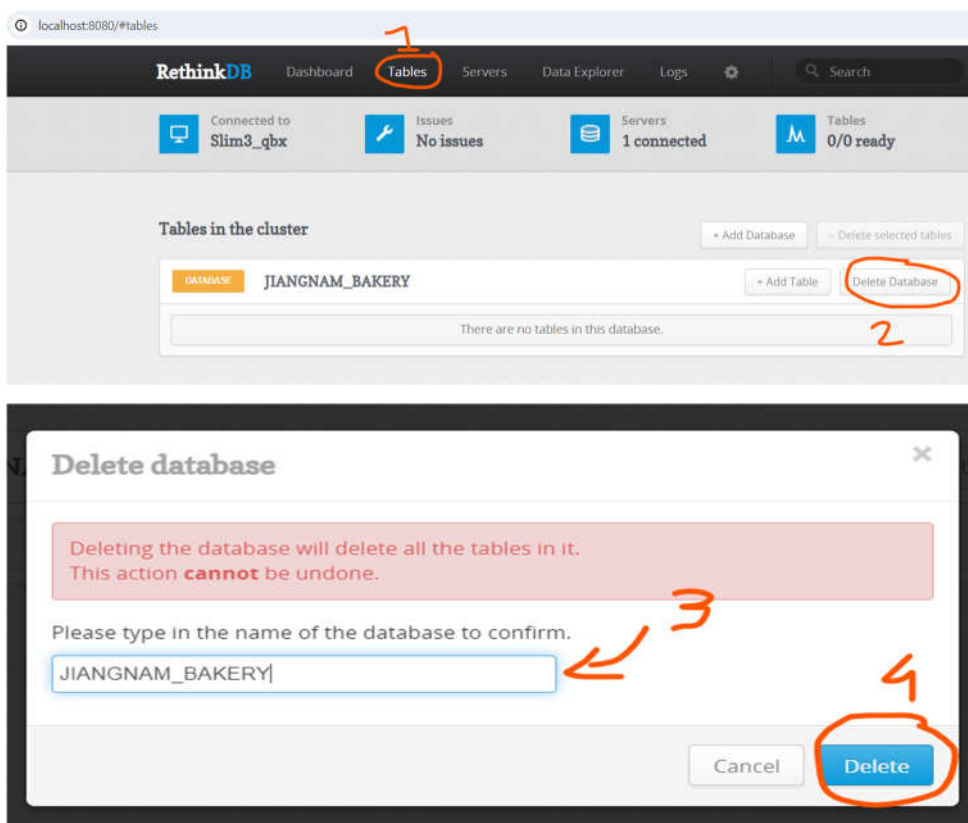 localhost:8080/#tables
1
RethinkDB Dashboard Tables Servers Data Explorer Logs Search
Connected to Issues Servers Tables
Slim3_qbx No issues 1 connected 0/0 ready
Tables in the cluster + Add Database - Delete selected tables
DATABASE JIANGNAM_BAKERY + Add Table Delete Database
There are no tables in this database.
2
Delete database ×
Deleting the database will delete all the tables in it.
This action cannot be undone.
3
Please type in the name of the database to confirm.
JIANGNAM_BAKERY
4
Cancel Delete